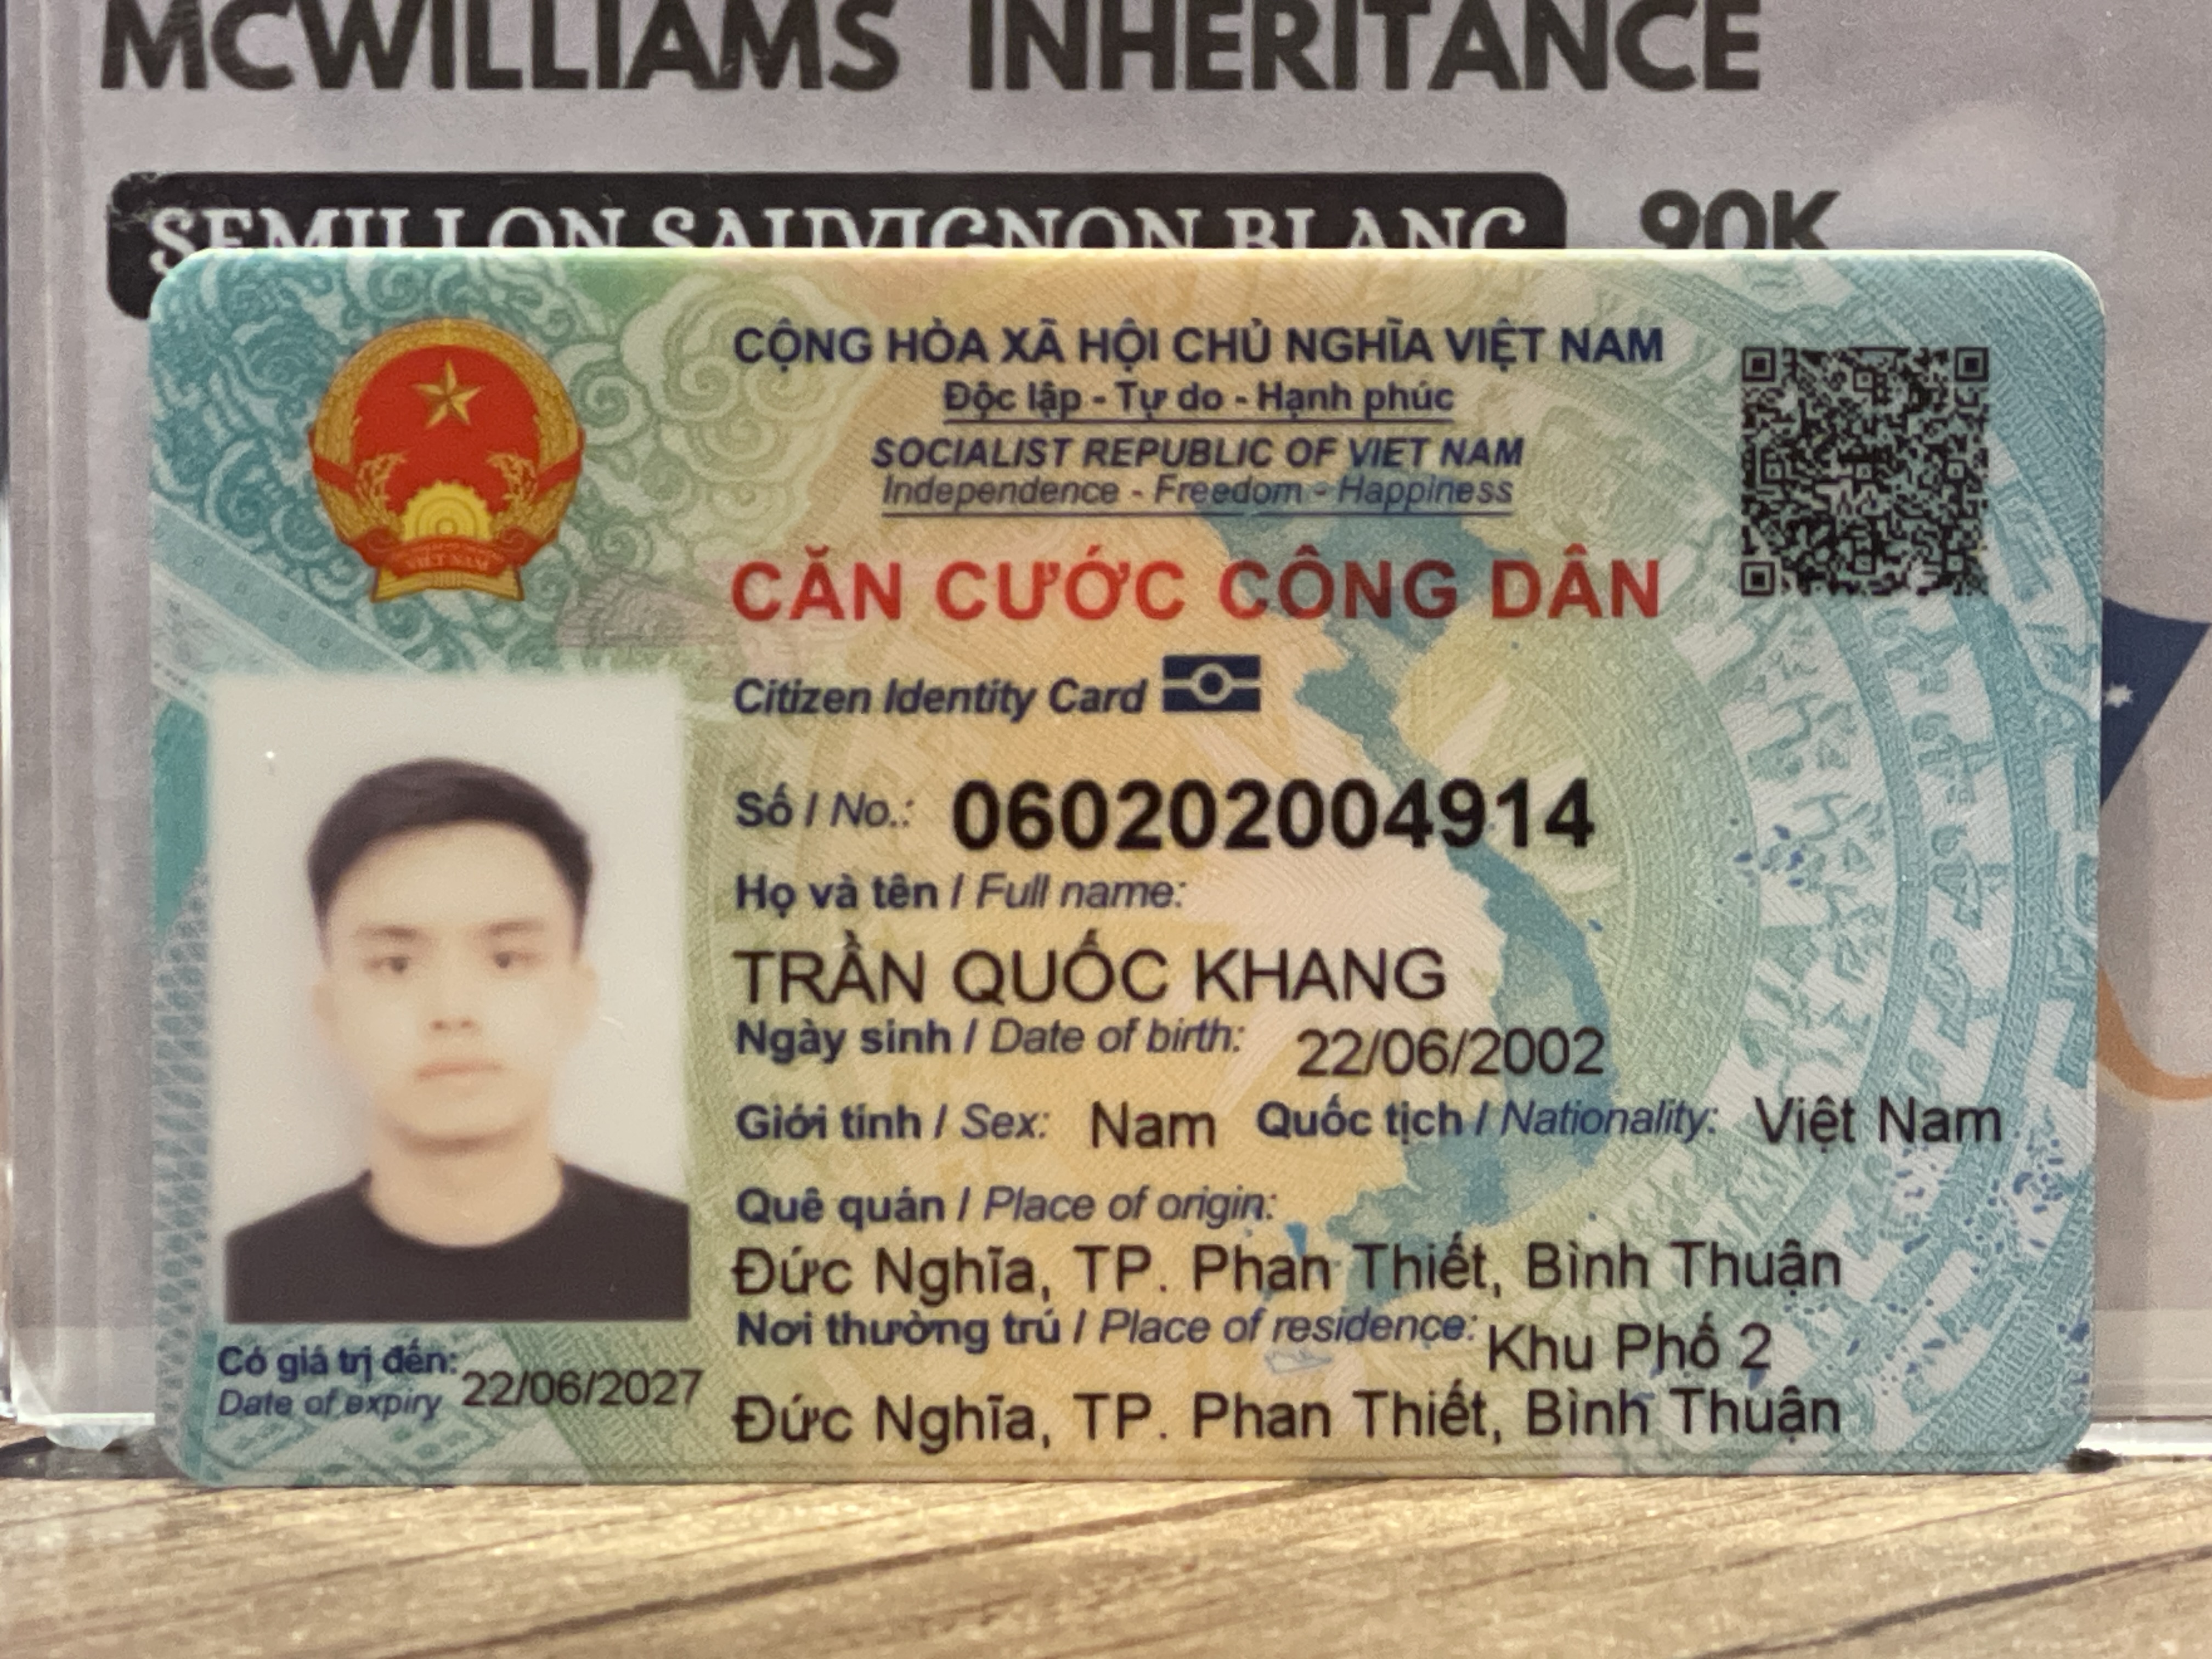 MCWILLIAMS INHERITANCE
SEMILLON SAUVIGNON BLANC 90K
CỘNG HÒA XÃ HỘI CHỦ NGHĨA VIỆT NAM
Độc lập - Tự do - Hạnh phúc
SOCIALIST REPUBLIC OF VIET NAM
Independence - Freedom - Happiness
VIỆT NAM
CĂN CƯỚC CÔNG DÂN
Citizen Identity Card
Số / No.: 060202004914
Họ và tên / Full name:
TRẦN QUỐC KHANG
Ngày sinh / Date of birth: 22/06/2002
Giới tính / Sex: Nam Quốc tịch / Nationality: Việt Nam
Quê quán / Place of origin:
Đức Nghĩa, TP. Phan Thiết, Bình Thuận
Nơi thường trú / Place of residence: Khu Phố 2
Đức Nghĩa, TP. Phan Thiết, Bình Thuận
Có giá trị đến: 22/06/2027
Date of expiry